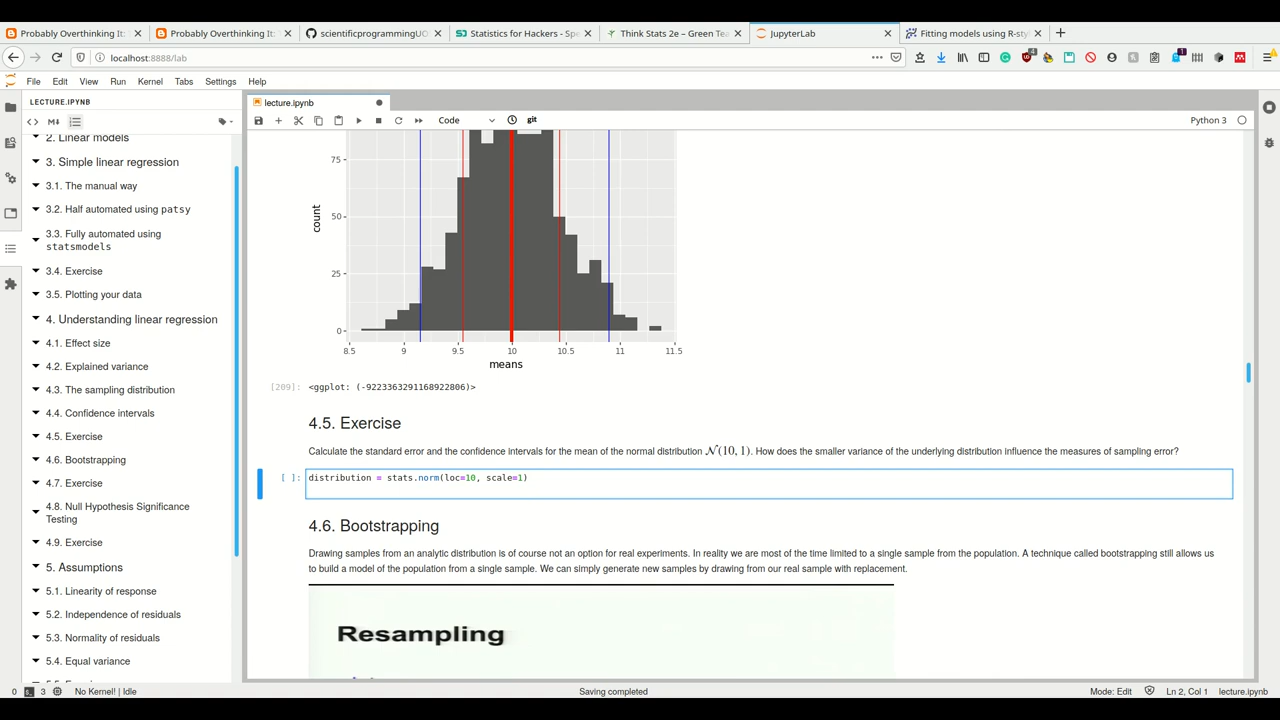 Probably Overthinking It:
Probably Overthinking It:
scientificprogrammingUO
Statistics for Hackers - Spe
Think Stats 2e – Green Tea
JupyterLab
Fitting models using R-sty
localhost:8888/lab
File Edit View Run Kernel Tabs Settings Help
LECTURE.IPYNB
lecture.ipynb
Code
git
Python 3
2. Linear models
3. Simple linear regression
3.1. The manual way
3.2. Half automated using patsy
3.3. Fully automated using
statsmodels
3.4. Exercise
3.5. Plotting your data
4. Understanding linear regression
4.1. Effect size
4.2. Explained variance
4.3. The sampling distribution
4.4. Confidence intervals
4.5. Exercise
4.6. Bootstrapping
4.7. Exercise
4.8. Null Hypothesis Significance
Testing
4.9. Exercise
5. Assumptions
5.1. Linearity of response
5.2. Independence of residuals
5.3. Normality of residuals
5.4. Equal variance
75
50
25
0
count
8.5 9 9.5 10 10.5 11 11.5
means
[209]: <ggplot: (-9223363291168922806)>
4.5. Exercise
Calculate the standard error and the confidence intervals for the mean of the normal distribution 𝒩(10, 1). How does the smaller variance of the underlying distribution influence the measures of sampling error?
[ ]: distribution = stats.norm(loc=10, scale=1)
4.6. Bootstrapping
Drawing samples from an analytic distribution is of course not an option for real experiments. In reality we are most of the time limited to a single sample from the population. A technique called bootstrapping still allows us
to build a model of the population from a single sample. We can simply generate new samples by drawing from our real sample with replacement.
Resampling
0 3 No Kernel! | Idle
Saving completed
Mode: Edit Ln 2, Col 1 lecture.ipynb